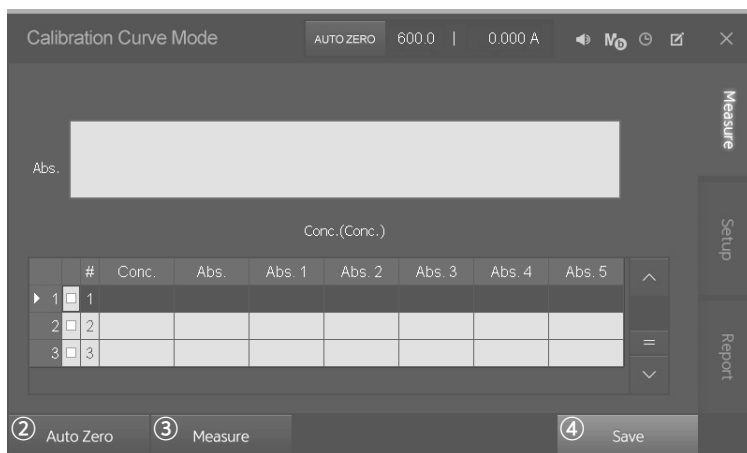 Calibration Curve Mode AUTO ZERO 600.0 | 0.000 A Mb
Measure
Abs.
Conc.(Conc.)
Setup
# Conc. Abs. Abs. 1 Abs. 2 Abs. 3 Abs. 4 Abs. 5
1 1
2 2
3 3
Report
② Auto Zero ③ Measure ④ Save